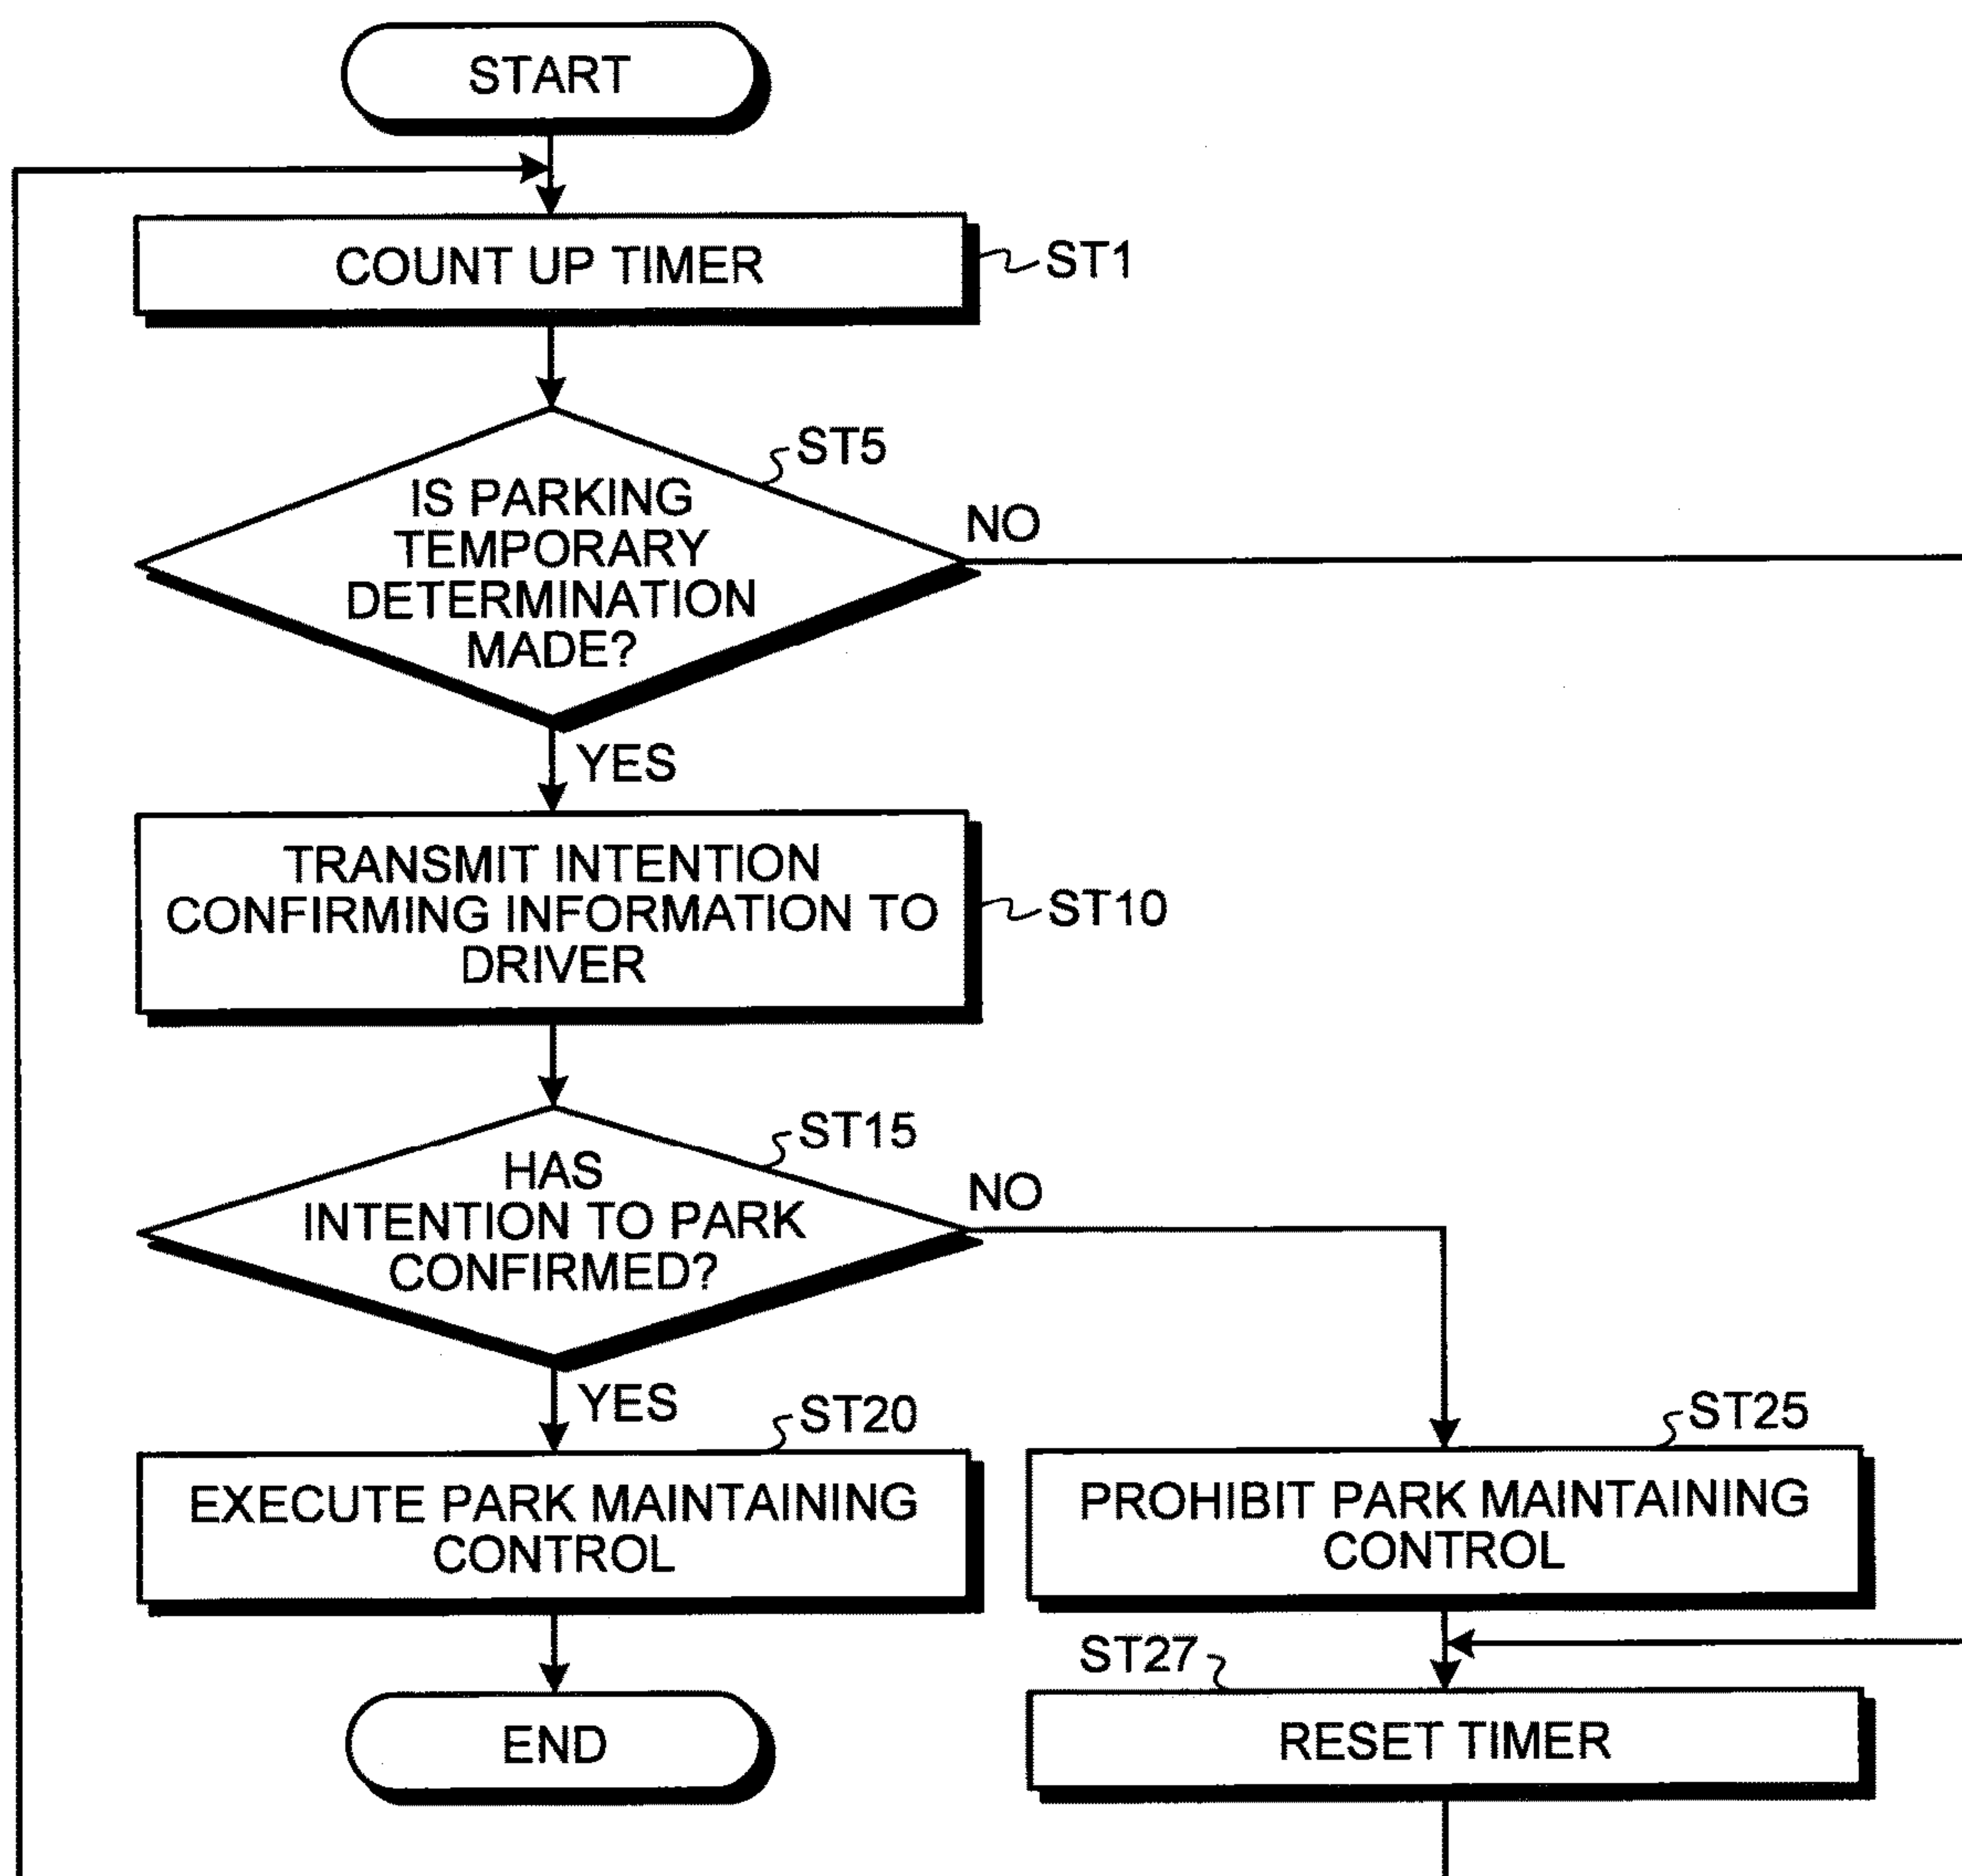 START
COUNT UP TIMER
ST1
ST5
IS PARKING
TEMPORARY
DETERMINATION
MADE?
NO
YES
TRANSMIT INTENTION
CONFIRMING INFORMATION TO
DRIVER
ST10
ST15
HAS
INTENTION TO PARK
CONFIRMED?
NO
YES
ST20
EXECUTE PARK MAINTAINING
CONTROL
ST25
PROHIBIT PARK MAINTAINING
CONTROL
ST27
RESET TIMER
END